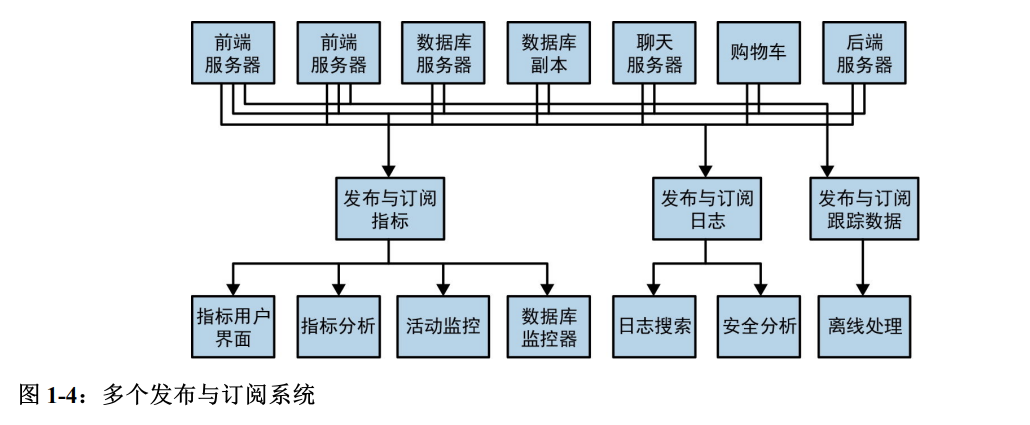 前端
服务器
前端
服务器
数据库
服务器
数据库
副本
聊天
服务器
购物车
后端
服务器
发布与订阅
指标
发布与订阅
日志
发布与订阅
跟踪数据
指标用户
界面
指标分析
活动监控
数据库
监控器
日志搜索
安全分析
离线处理
图 1-4：多个发布与订阅系统